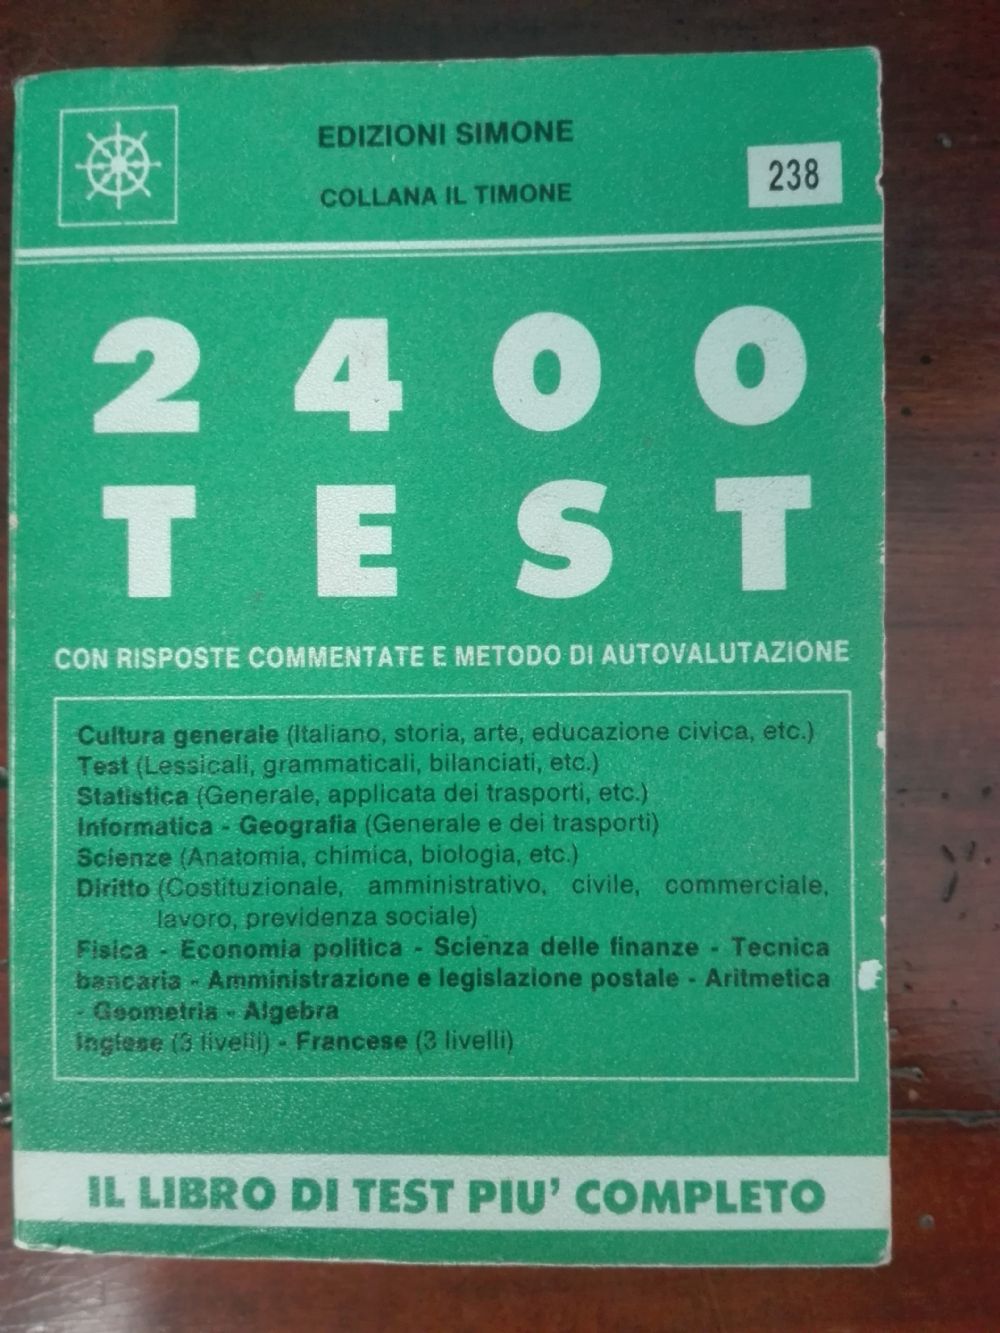 EDIZIONI SIMONE
COLLANA IL TIMONE
238
2400
TEST
CON RISPOSTE COMMENTATE E METODO DI AUTOVALUTAZIONE
Cultura generale (Italiano, storia, arte, educazione civica, etc.)
Test (Lessicali, grammaticali, bilanciati, etc.)
Statistica (Generale, applicata dei trasporti, etc.)
Informatica - Geografia (Generale e dei trasporti)
Scienze (Anatomia, chimica, biologia, etc.)
Diritto (Costituzionale, amministrativo, civile, commerciale,
lavoro, previdenza sociale)
Fisica - Economia politica - Scienza delle finanze - Tecnica
bancaria - Amministrazione e legislazione postale - Aritmetica
- Geometria - Algebra
Inglese (3 livelli) - Francese (3 livelli)
IL LIBRO DI TEST PIU' COMPLETO